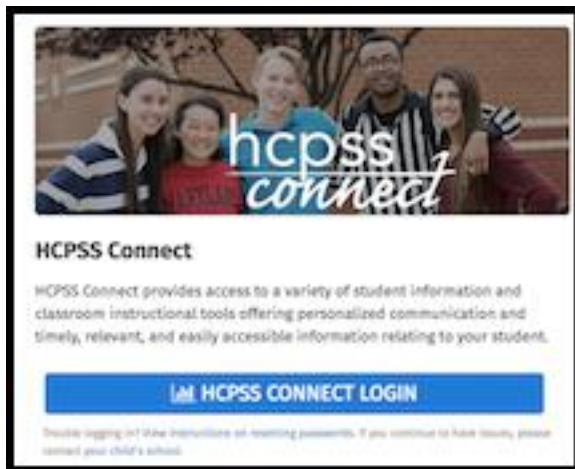 hcpss
connect
HCPSS Connect
HCPSS Connect provides access to a variety of student information and
classroom instructional tools offering personalized communication and
timely, relevant, and easily accessible information relating to your student.
HCPSS CONNECT LOGIN
Trouble logging in? View instructions on resetting passwords. If you continue to have issues, please
contact your child's school.